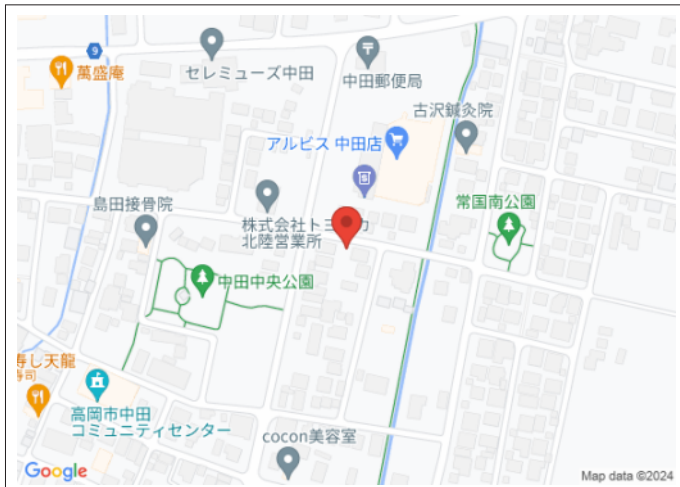 9
萬盛庵
セレミューズ中田
中田郵便局
古沢鍼灸院
アルビス 中田店
島田接骨院
株式会社ト
カ
北陸営業所
常国南公園
中田中央公園
寿し天龍
寿司
高岡市中田
コミュニティセンター
cocon美容室
Google
Map data ©2024